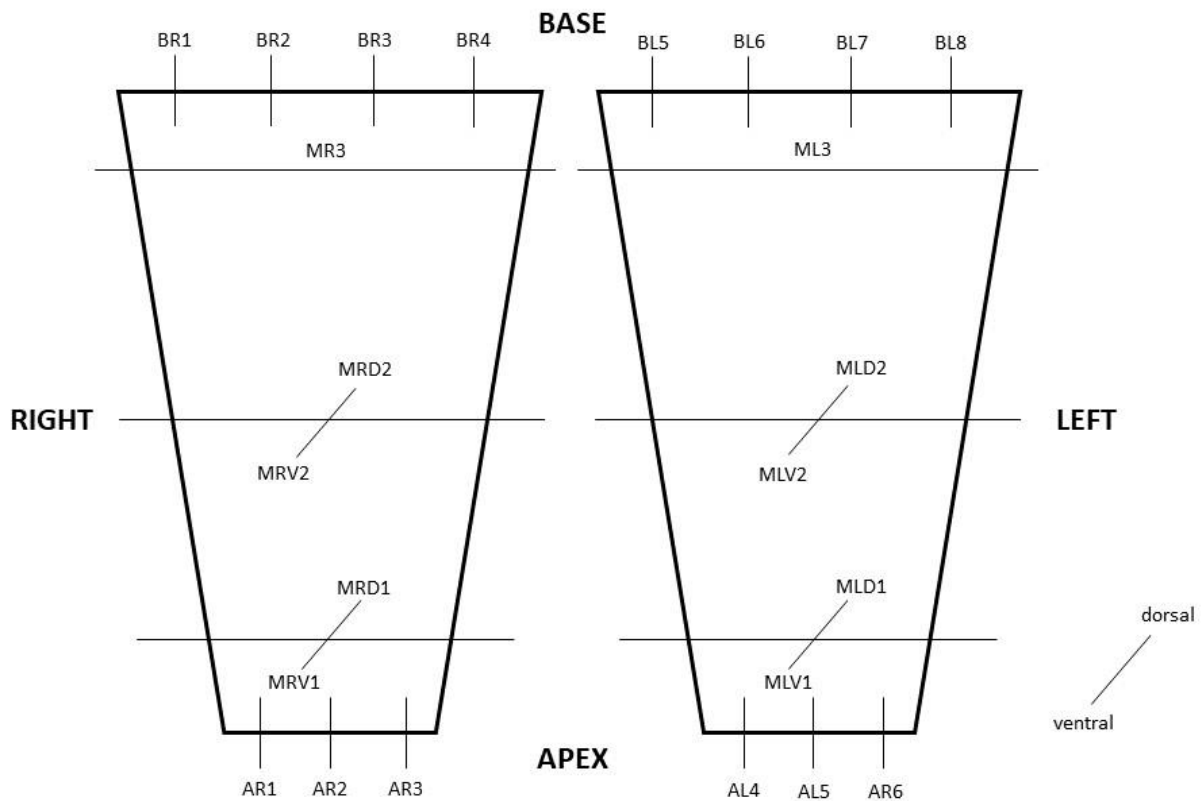 BASE
BR1 BR2 BR3 BR4 BL5 BL6 BL7 BL8
MR3 ML3
MRD2 MLD2
RIGHT LEFT
MRV2 MLV2
MRD1 MLD1
dorsal
MRV1 MLV1
ventral
APEX
AR1 AR2 AR3 AL4 AL5 AR6